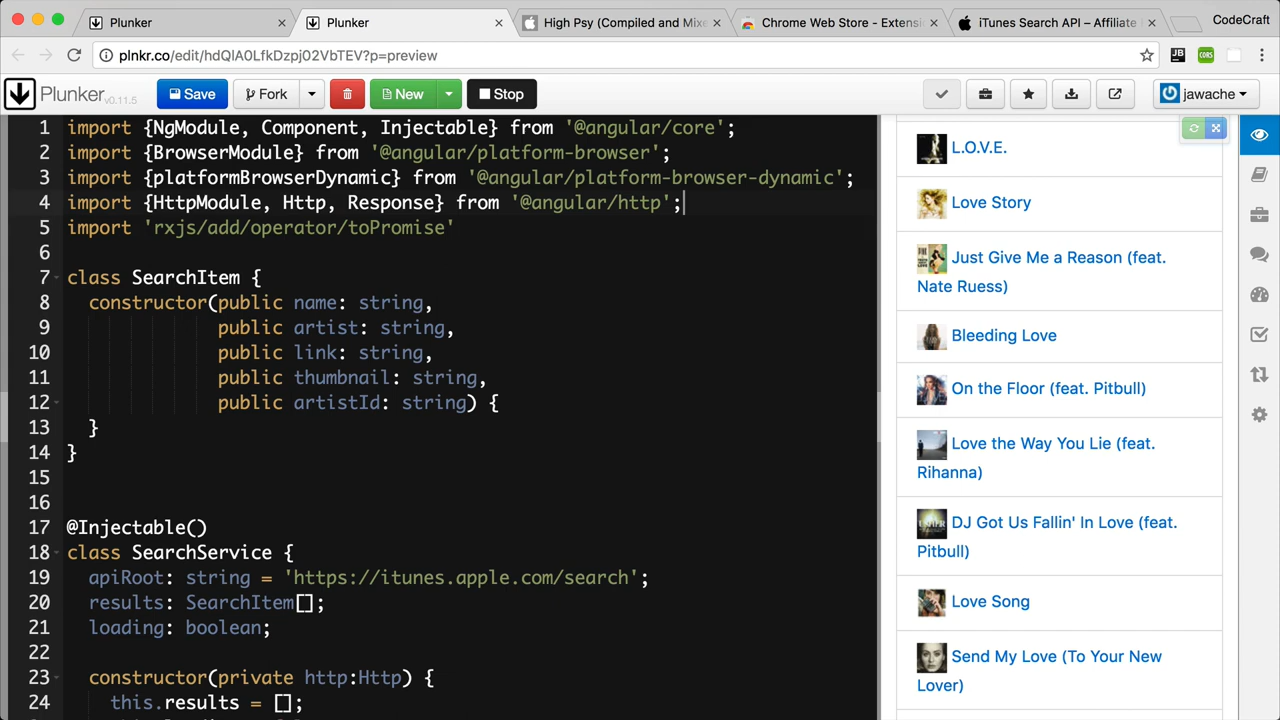 Plunker
Plunker
High Psy (Compiled and Mixe
Chrome Web Store - Extensi
iTunes Search API – Affiliate
CodeCraft
plnkr.co/edit/hdQlA0LfkDzpj02VbTEV?p=preview
JB
CORS
Plunker v0.11.5
Save
Fork
New
Stop
jawache
1 import {NgModule, Component, Injectable} from '@angular/core';
2 import {BrowserModule} from '@angular/platform-browser';
3 import {platformBrowserDynamic} from '@angular/platform-browser-dynamic';
4 import {HttpModule, Http, Response} from '@angular/http';
5 import 'rxjs/add/operator/toPromise'
6
7 class SearchItem {
8 constructor(public name: string,
9 public artist: string,
10 public link: string,
11 public thumbnail: string,
12 public artistId: string) {
13 }
14 }
15
16
17 @Injectable()
18 class SearchService {
19 apiRoot: string = 'https://itunes.apple.com/search';
20 results: SearchItem[];
21 loading: boolean;
22
23 constructor(private http:Http) {
24 this.results = [];
L.O.V.E.
Love Story
Just Give Me a Reason (feat.
Nate Ruess)
Bleeding Love
On the Floor (feat. Pitbull)
Love the Way You Lie (feat.
Rihanna)
DJ Got Us Fallin' In Love (feat.
Pitbull)
Love Song
Send My Love (To Your New
Lover)